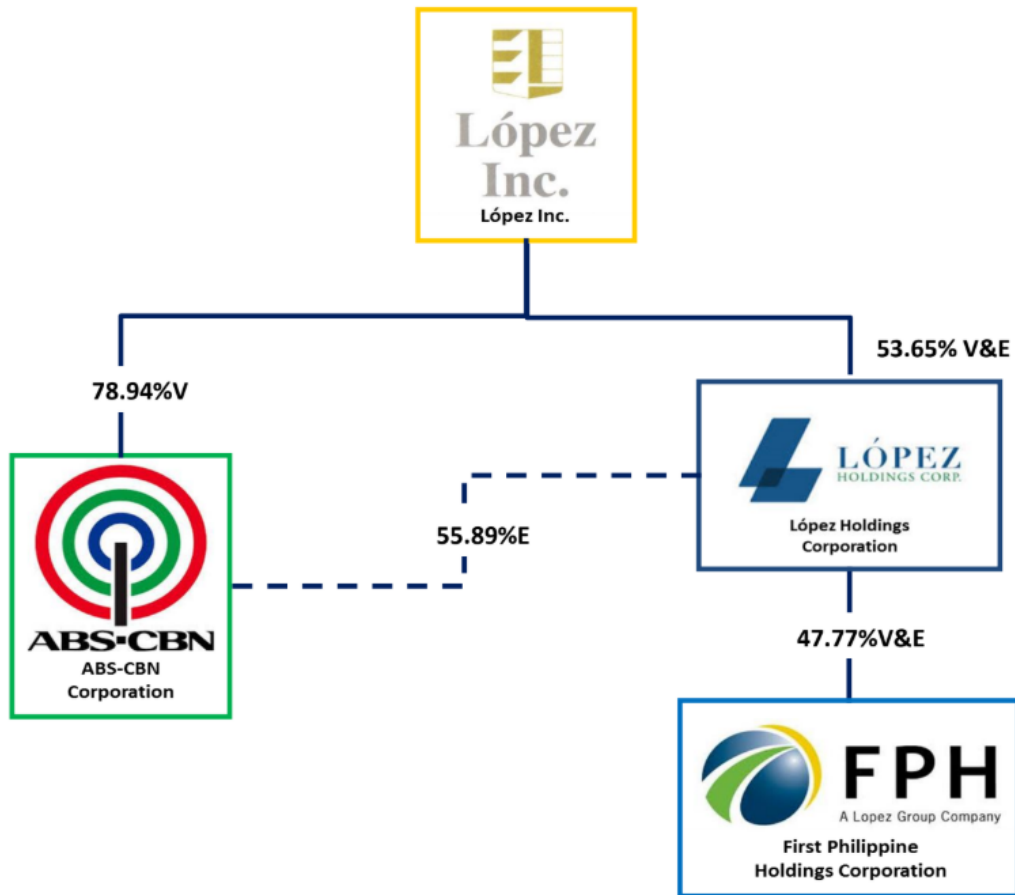 López
Inc.
López Inc.
53.65% V&E
78.94%V
LÓPEZ
HOLDINGS CORP.
López Holdings
Corporation
55.89%E
ABS-CBN
ABS-CBN
Corporation
47.77%V&E
FPH
A Lopez Group Company
First Philippine
Holdings Corporation